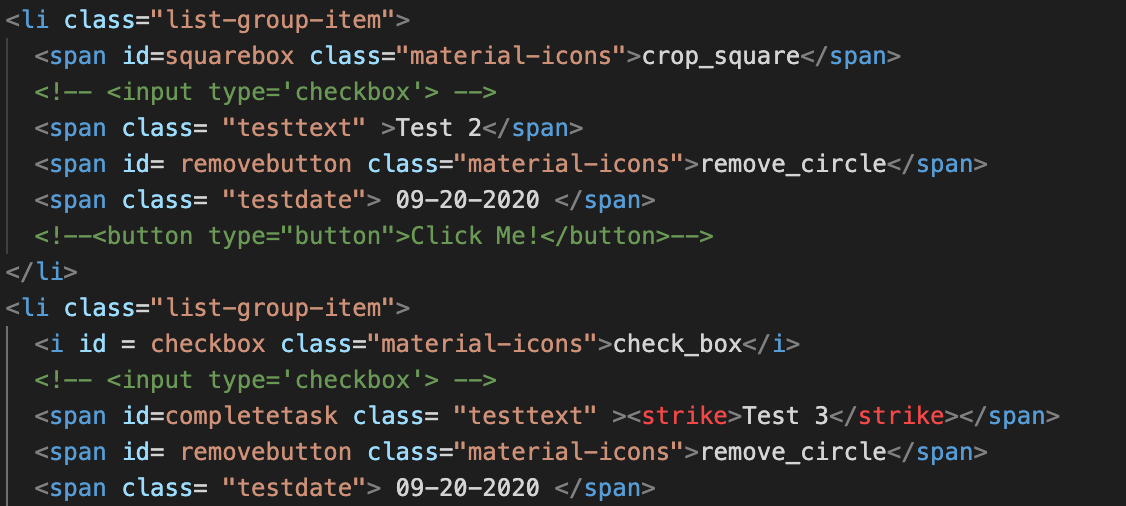 <li class="list-group-item">
<span id=squarebox class="material-icons">crop_square</span>
<!-- <input type='checkbox'> -->
<span class= "testtext" >Test 2</span>
<span id= removebutton class="material-icons">remove_circle</span>
<span class= "testdate"> 09-20-2020 </span>
<!--<button type="button">Click Me!</button>-->
</li>
<li class="list-group-item">
<i id = checkbox class="material-icons">check_box</i>
<!-- <input type='checkbox'> -->
<span id=completetask class= "testtext" ><strike>Test 3</strike></span>
<span id= removebutton class="material-icons">remove_circle</span>
<span class= "testdate"> 09-20-2020 </span>